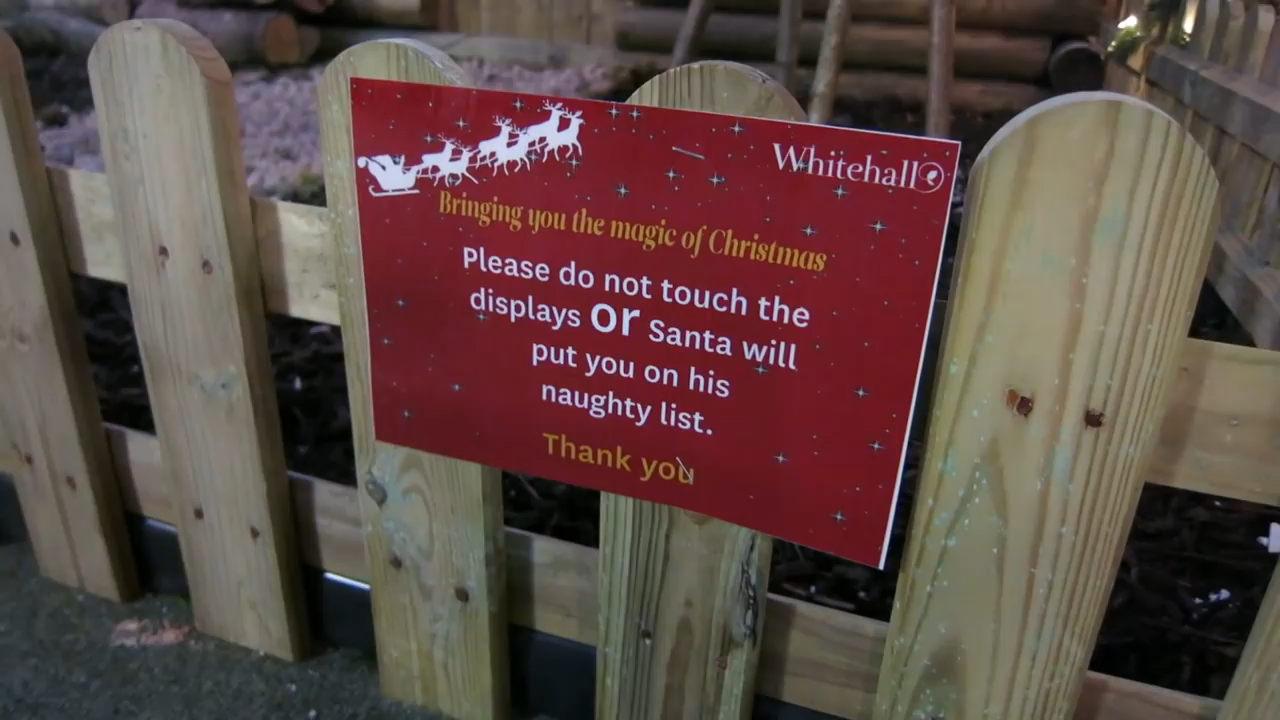 Whitehall
Bringing you the magic of Christmas
Please do not touch the
displays or Santa will
put you on his
naughty list.
Thank you